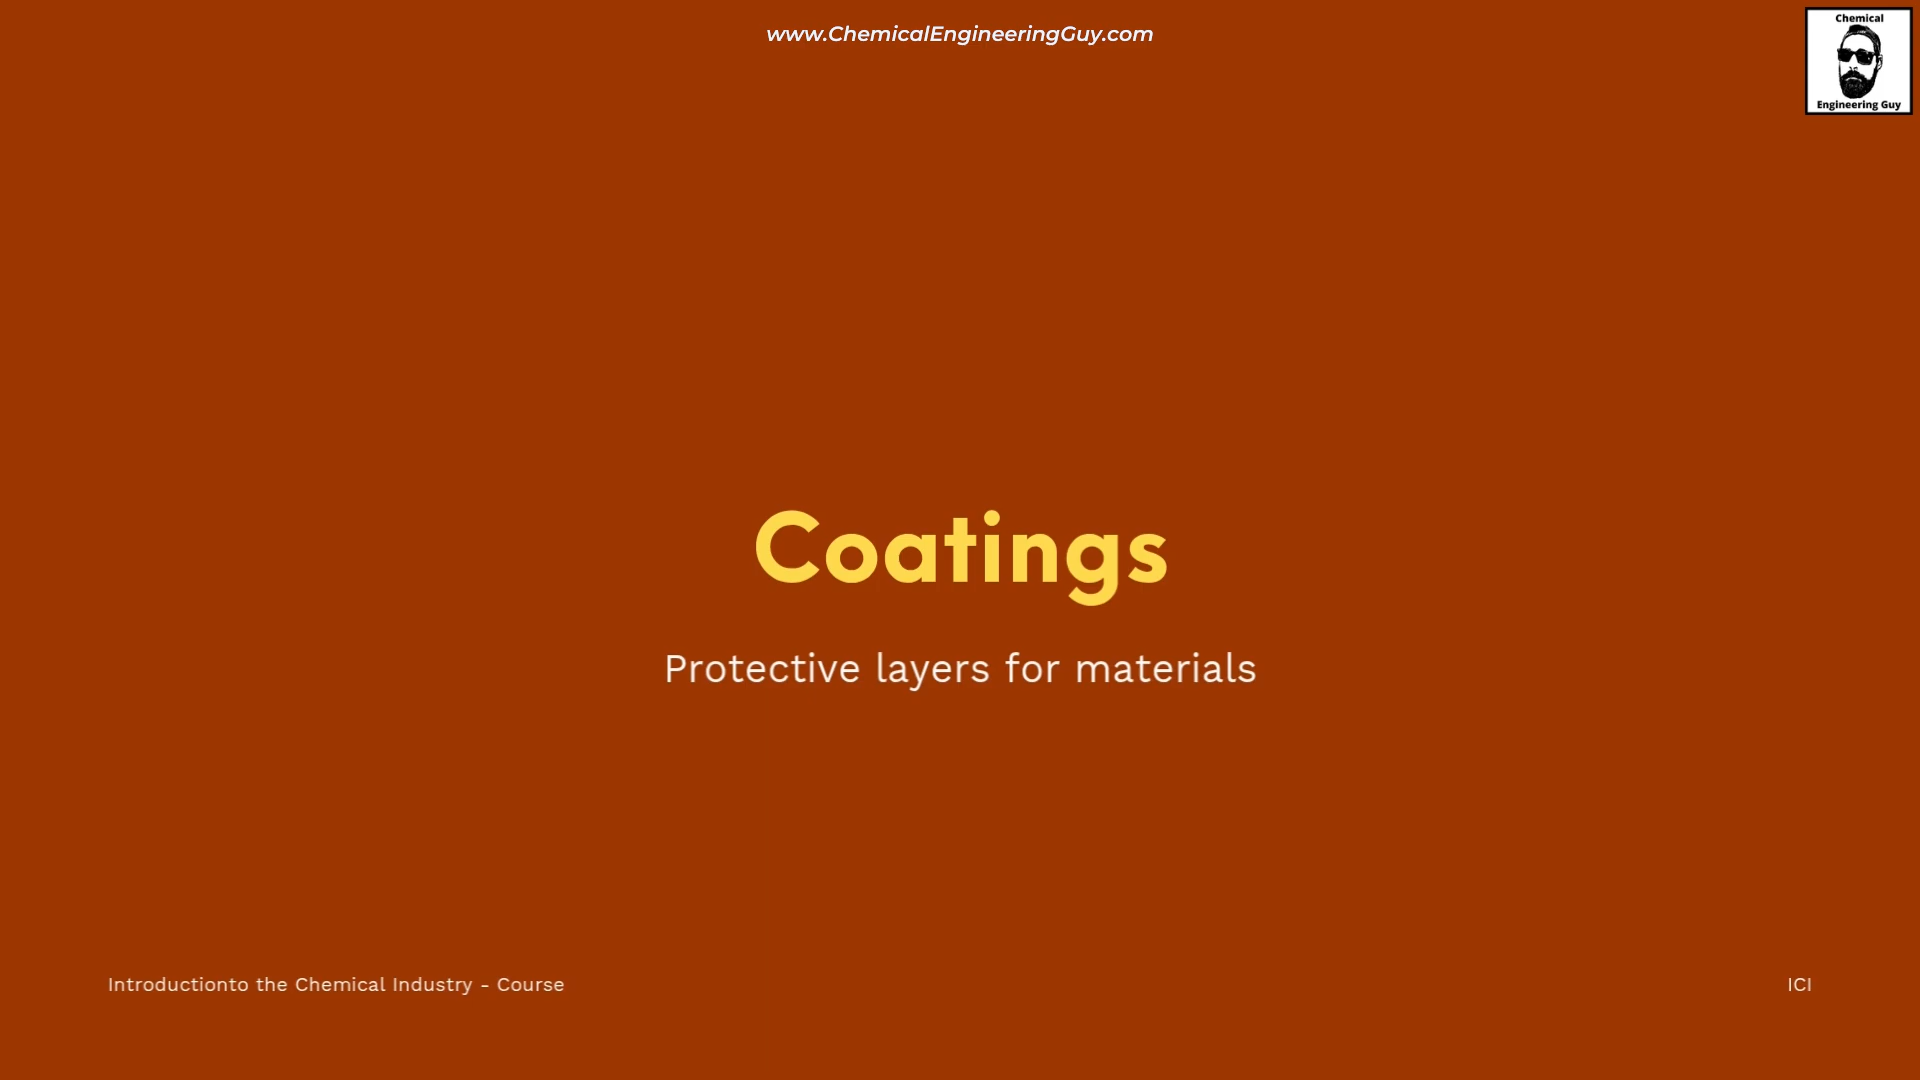 www.ChemicalEngineeringGuy.com
Chemical
Engineering Guy
Coatings
Protective layers for materials
Introductionto the Chemical Industry - Course
ICI